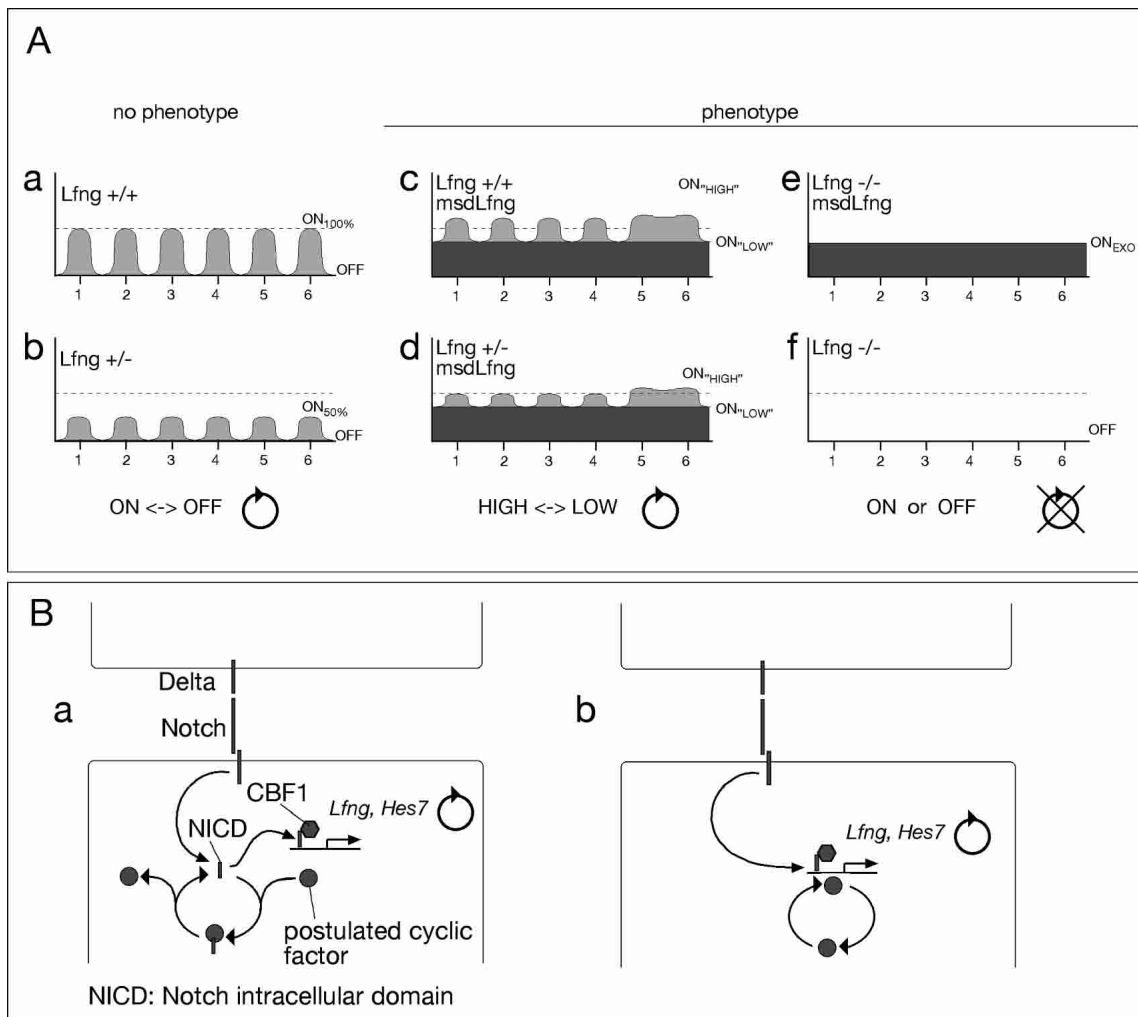 A
no phenotype
phenotype
a
Lfng +/+
ON100%
OFF
1 2 3 4 5 6
b
Lfng +/-
ON50%
OFF
1 2 3 4 5 6
ON <-> OFF
c
Lfng +/+
msdLfng
ON"HIGH"
ON"LOW"
1 2 3 4 5 6
d
Lfng +/-
msdLfng
ON"HIGH"
ON"LOW"
1 2 3 4 5 6
HIGH <-> LOW
e
Lfng -/-
msdLfng
ONEXO
1 2 3 4 5 6
f
Lfng -/-
OFF
1 2 3 4 5 6
ON or OFF
B
a
Delta
Notch
CBF1
Lfng, Hes7
NICD
postulated cyclic
factor
NICD: Notch intracellular domain
b
Lfng, Hes7